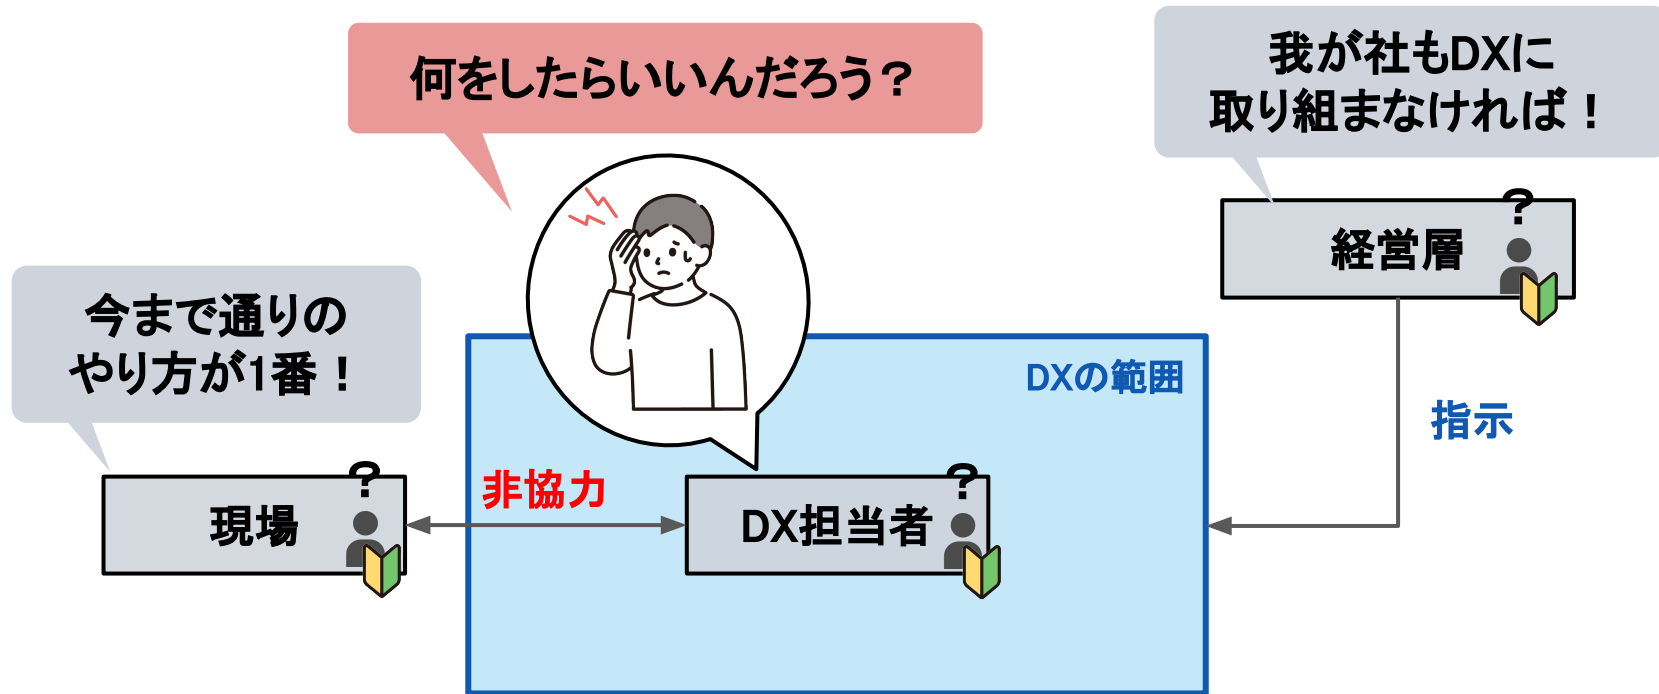 何をしたらいいんだろう？
我が社もDXに
取り組まなければ！
?
経営層
今まで通りの
やり方が1番！
DXの範囲
指示
?
現場
非協力
?
DX担当者